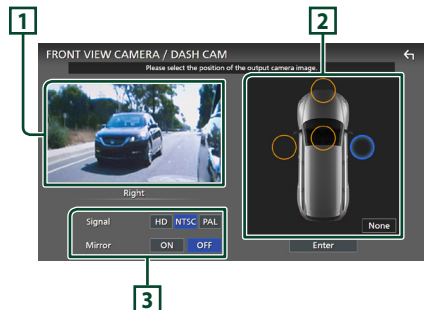 1
2
FRONT VIEW CAMERA / DASH CAM
Please select the position of the output camera image.
Right
Signal HD NTSC PAL
None
Mirror ON OFF
Enter
3